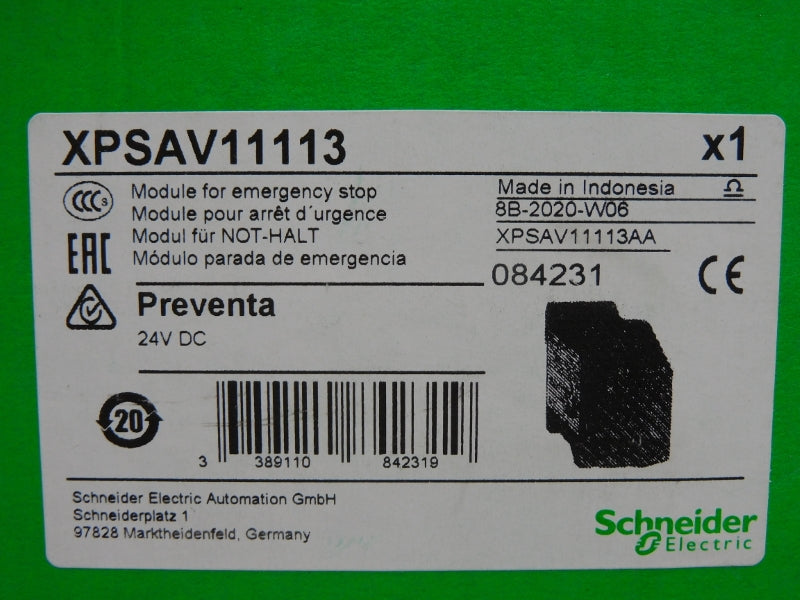 XPSAV11113 x1
CCC S
Module for emergency stop
Module pour arrêt d´urgence
Modul für NOT-HALT
Módulo parada de emergencia
EAC
Made in Indonesia
8B-2020-W06
XPSAV11113AA
084231
CE
Preventa
24V DC
20
3 389110 842319
Schneider Electric Automation GmbH
Schneiderplatz 1
97828 Marktheidenfeld, Germany
Schneider
Electric